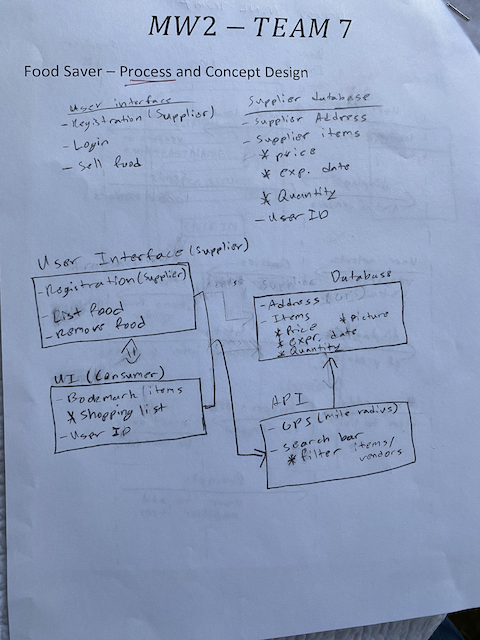 MW2 – TEAM 7
Food Saver – Process and Concept Design
User interface
- Registration (Supplier)
- Login
- Sell food
Supplier database
- Supplier Address
- Supplier items
* price
* exp. date
* Quantity
- User ID
User Interface (Supplier)
- Registration (Supplier)
- List food
- Remove food
UI (Consumer)
- Bookmark items
* Shopping list
- User ID
Database
- Address
- Items * Picture
* Price
* expr. date
* Quantity
API
- GPS (mile radius)
- search bar
* filter items/
vendors